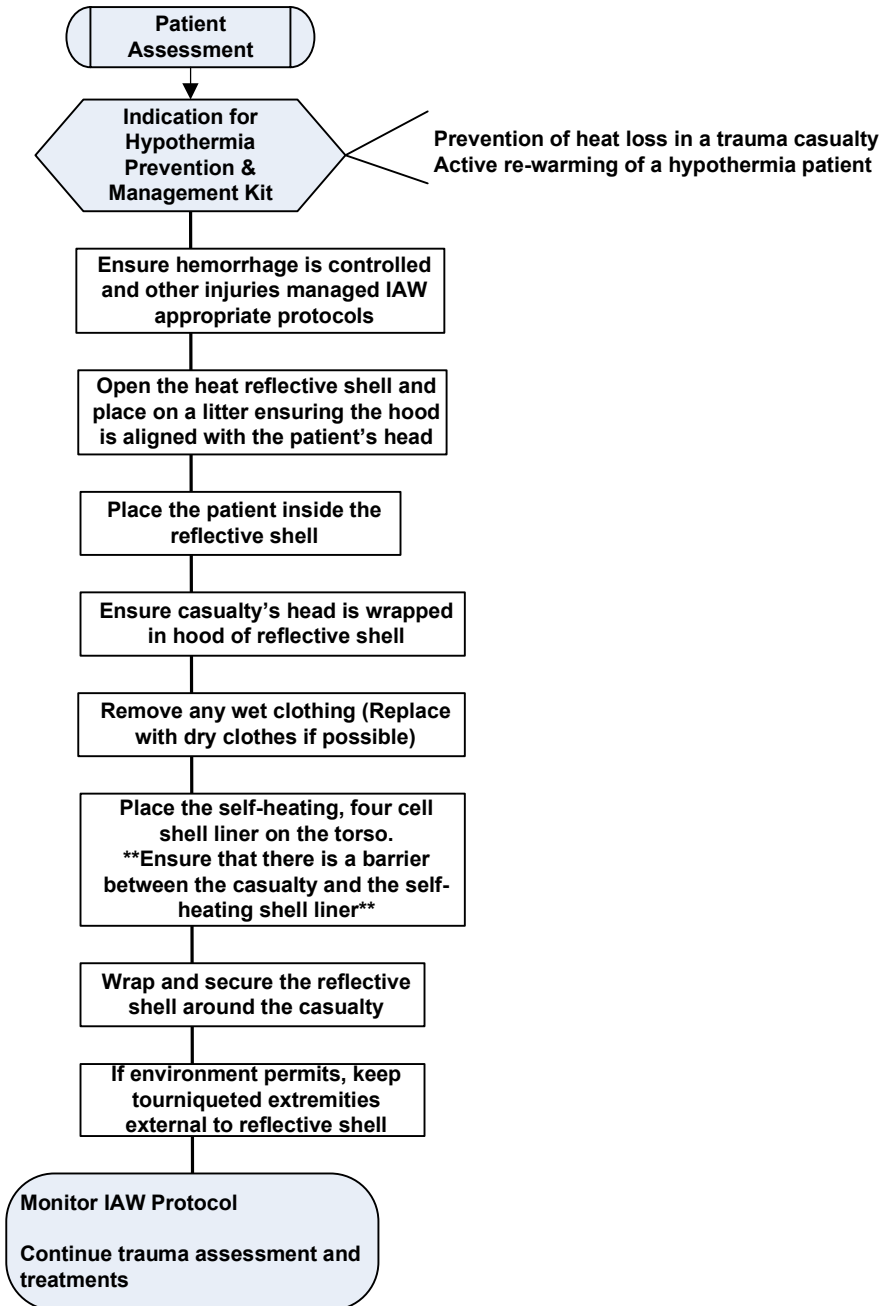 Patient
Assessment
Indication for
Hypothermia
Prevention &
Management Kit
Prevention of heat loss in a trauma casualty
Active re-warming of a hypothermia patient
Ensure hemorrhage is controlled
and other injuries managed IAW
appropriate protocols
Open the heat reflective shell and
place on a litter ensuring the hood
is aligned with the patient's head
Place the patient inside the
reflective shell
Ensure casualty's head is wrapped
in hood of reflective shell
Remove any wet clothing (Replace
with dry clothes if possible)
Place the self-heating, four cell
shell liner on the torso.
**Ensure that there is a barrier
between the casualty and the self-
heating shell liner**
Wrap and secure the reflective
shell around the casualty
If environment permits, keep
tourniqueted extremities
external to reflective shell
Monitor IAW Protocol
Continue trauma assessment and
treatments